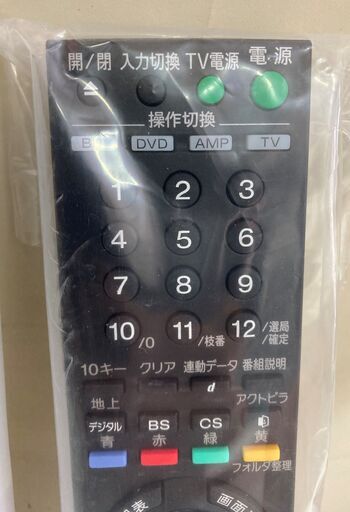 開/閉 入力切換 TV電源 電源
操作切換
DVD AMP TV
1 2 3
4 5 6
7 8 9
10/0 11/枝番 12/選局/確定
10キー クリア 連動データ 番組説明
d
地上 アクトビラ
デジタル BS CS
青 赤 緑 黄
フォルダ整理
表 画面